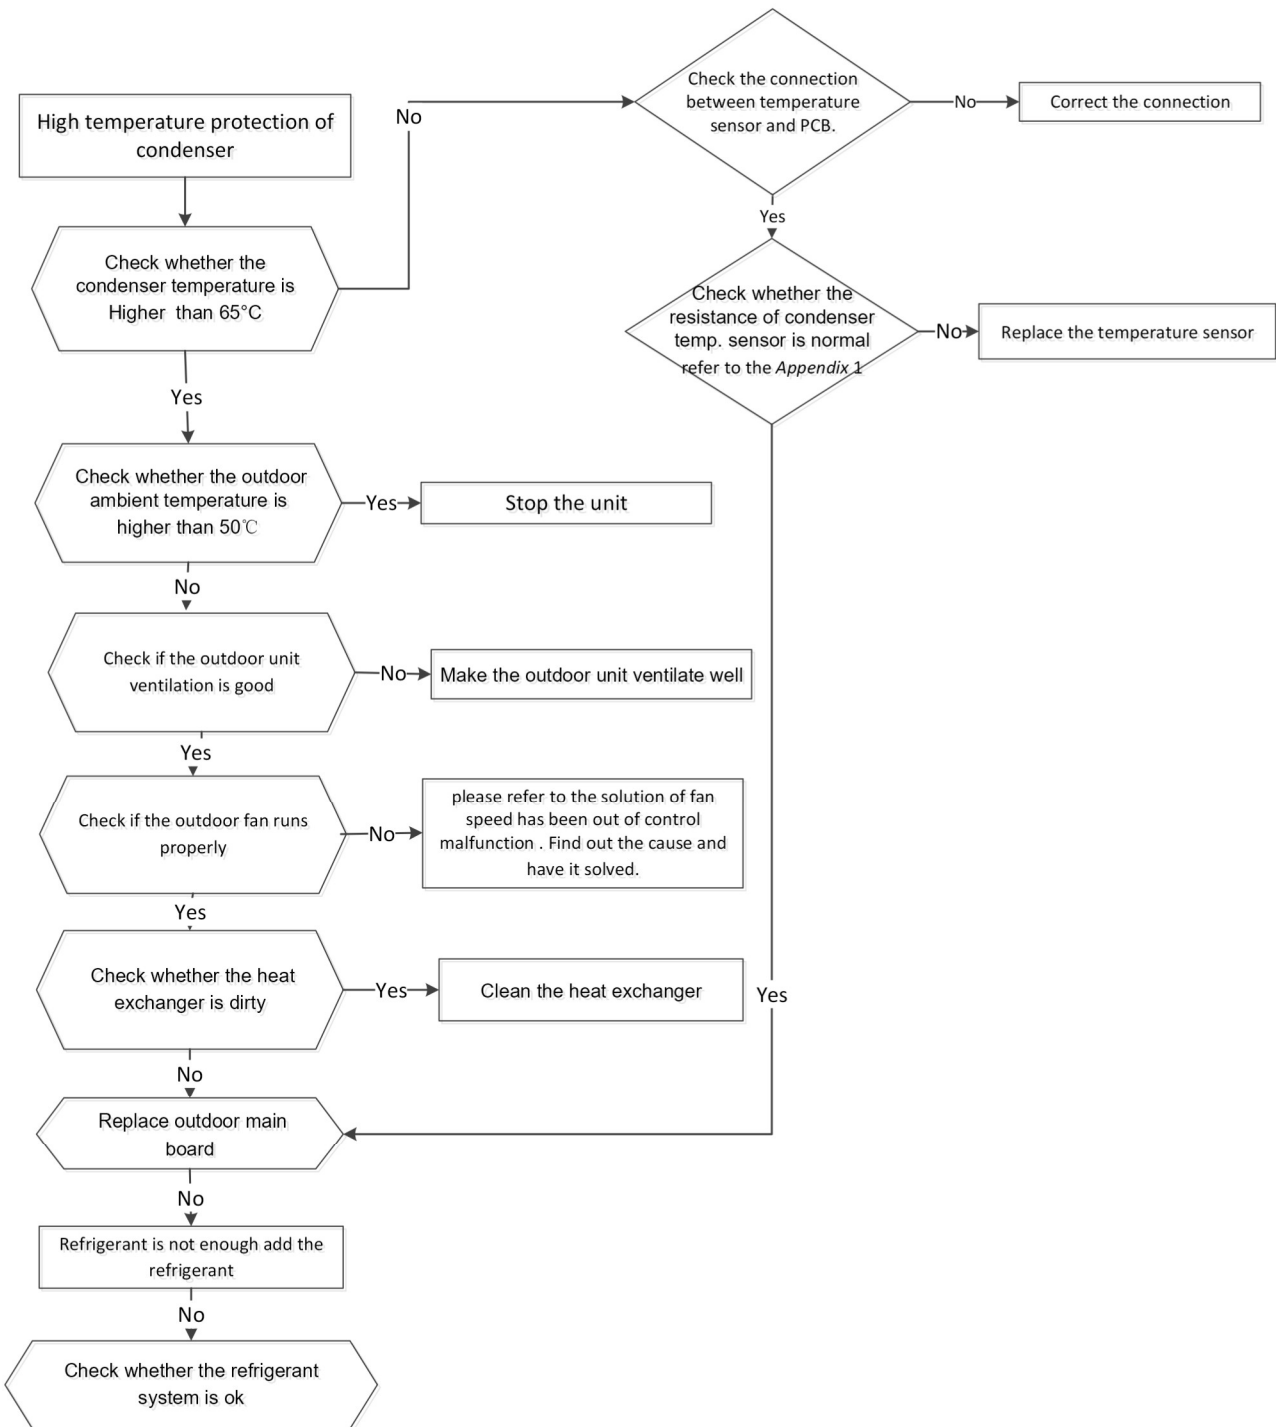 High temperature protection of
condenser
No
Check the connection
between temperature
sensor and PCB.
No
Correct the connection
Yes
Check whether the
condenser temperature is
Higher than 65°C
Check whether the
resistance of condenser
temp. sensor is normal
refer to the Appendix 1
No
Replace the temperature sensor
Yes
Check whether the outdoor
ambient temperature is
higher than 50℃
Yes
Stop the unit
No
Check if the outdoor unit
ventilation is good
No
Make the outdoor unit ventilate well
Yes
Check if the outdoor fan runs
properly
No
please refer to the solution of fan
speed has been out of control
malfunction . Find out the cause and
have it solved.
Yes
Check whether the heat
exchanger is dirty
Yes
Clean the heat exchanger
Yes
No
Replace outdoor main
board
No
Refrigerant is not enough add the
refrigerant
No
Check whether the refrigerant
system is ok